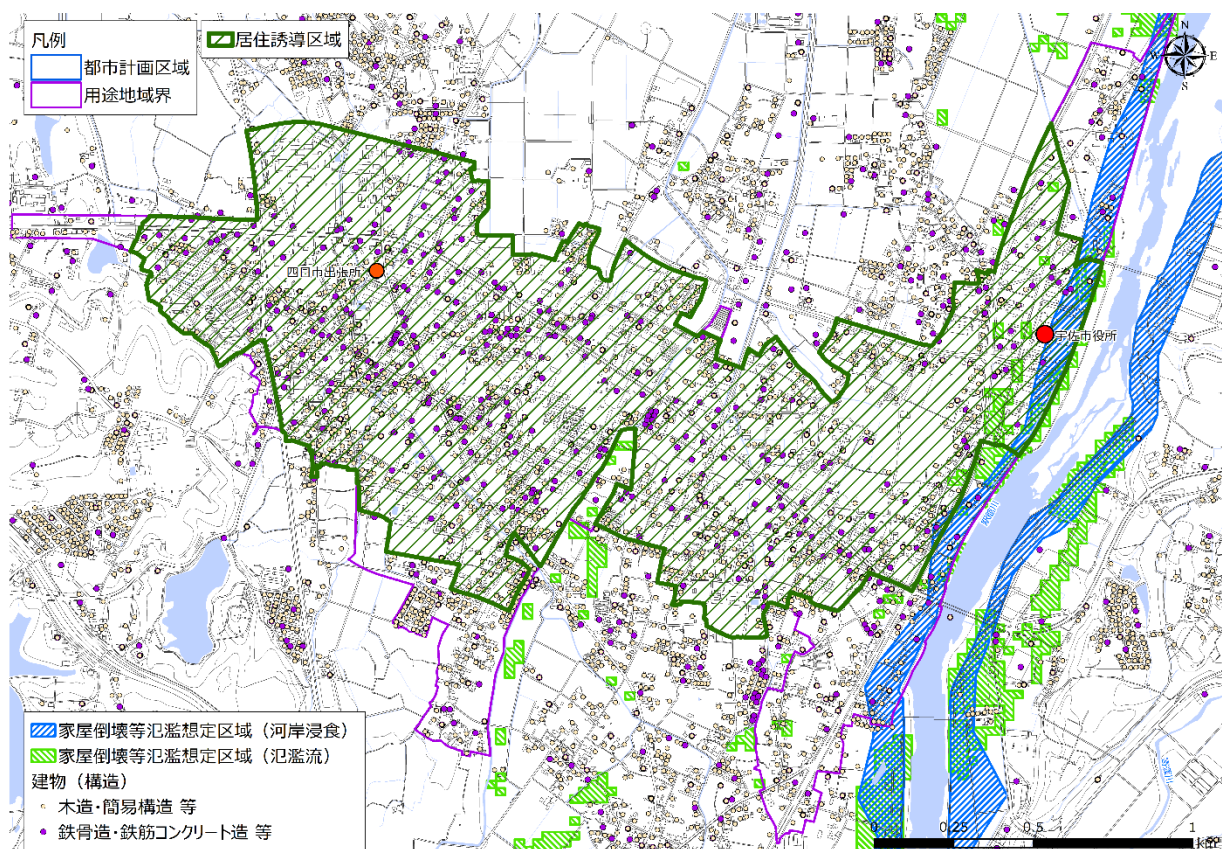 凡例
都市計画区域
用途地域界
居住誘導区域
N
W
E
S
四日市出張所
宇佐市役所
家屋倒壊等氾濫想定区域（河岸浸食）
家屋倒壊等氾濫想定区域（氾濫流）
建物（構造）
木造・簡易構造 等
鉄骨造・鉄筋コンクリート造 等
0
0.25
0.5
1